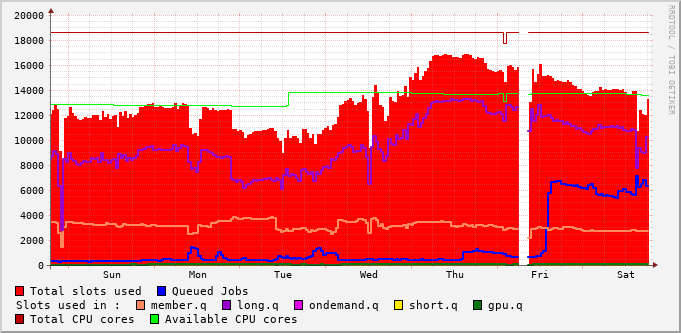 RRDTOOL / TOBI OETIKER
20000
18000
16000
14000
12000
10000
8000
6000
4000
2000
0
Sun Mon Tue Wed Thu Fri Sat
Total slots used Queued Jobs
Slots used in : member.q long.q ondemand.q short.q gpu.q
Total CPU cores Available CPU cores